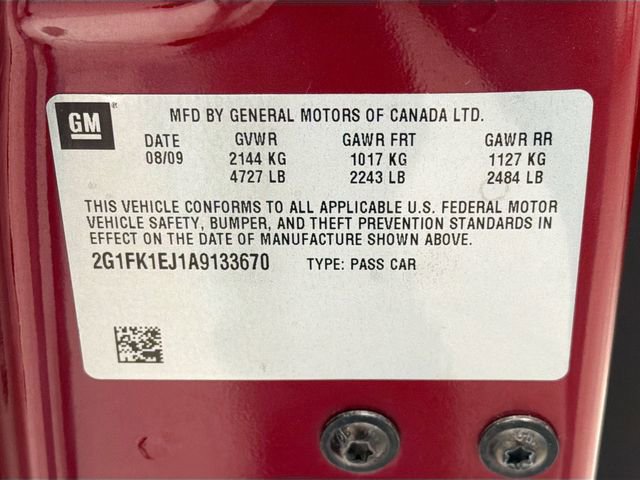 GM
MFD BY GENERAL MOTORS OF CANADA LTD.
DATE GVWR GAWR FRT GAWR RR
08/09 2144 KG 1017 KG 1127 KG
4727 LB 2243 LB 2484 LB
THIS VEHICLE CONFORMS TO ALL APPLICABLE U.S. FEDERAL MOTOR
VEHICLE SAFETY, BUMPER, AND THEFT PREVENTION STANDARDS IN
EFFECT ON THE DATE OF MANUFACTURE SHOWN ABOVE.
2G1FK1EJ1A9133670 TYPE: PASS CAR